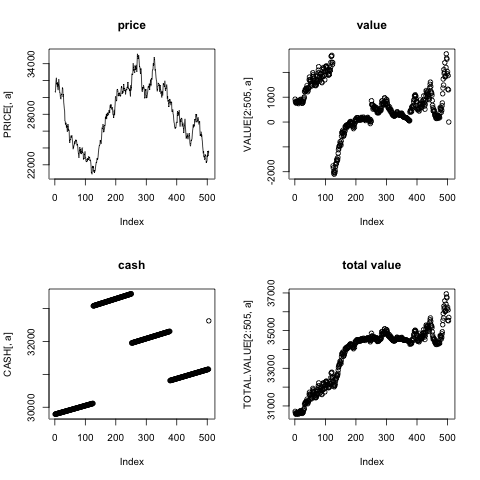 price
PRICE[, a]
22000 28000 34000
0 100 200 300 400 500
Index
value
VALUE[2:505, a]
-2000 0 1000
0 100 200 300 400 500
Index
cash
CASH[, a]
30000 32000
0 100 200 300 400 500
Index
total value
TOTAL.VALUE[2:505, a]
31000 33000 35000 37000
0 100 200 300 400 500
Index